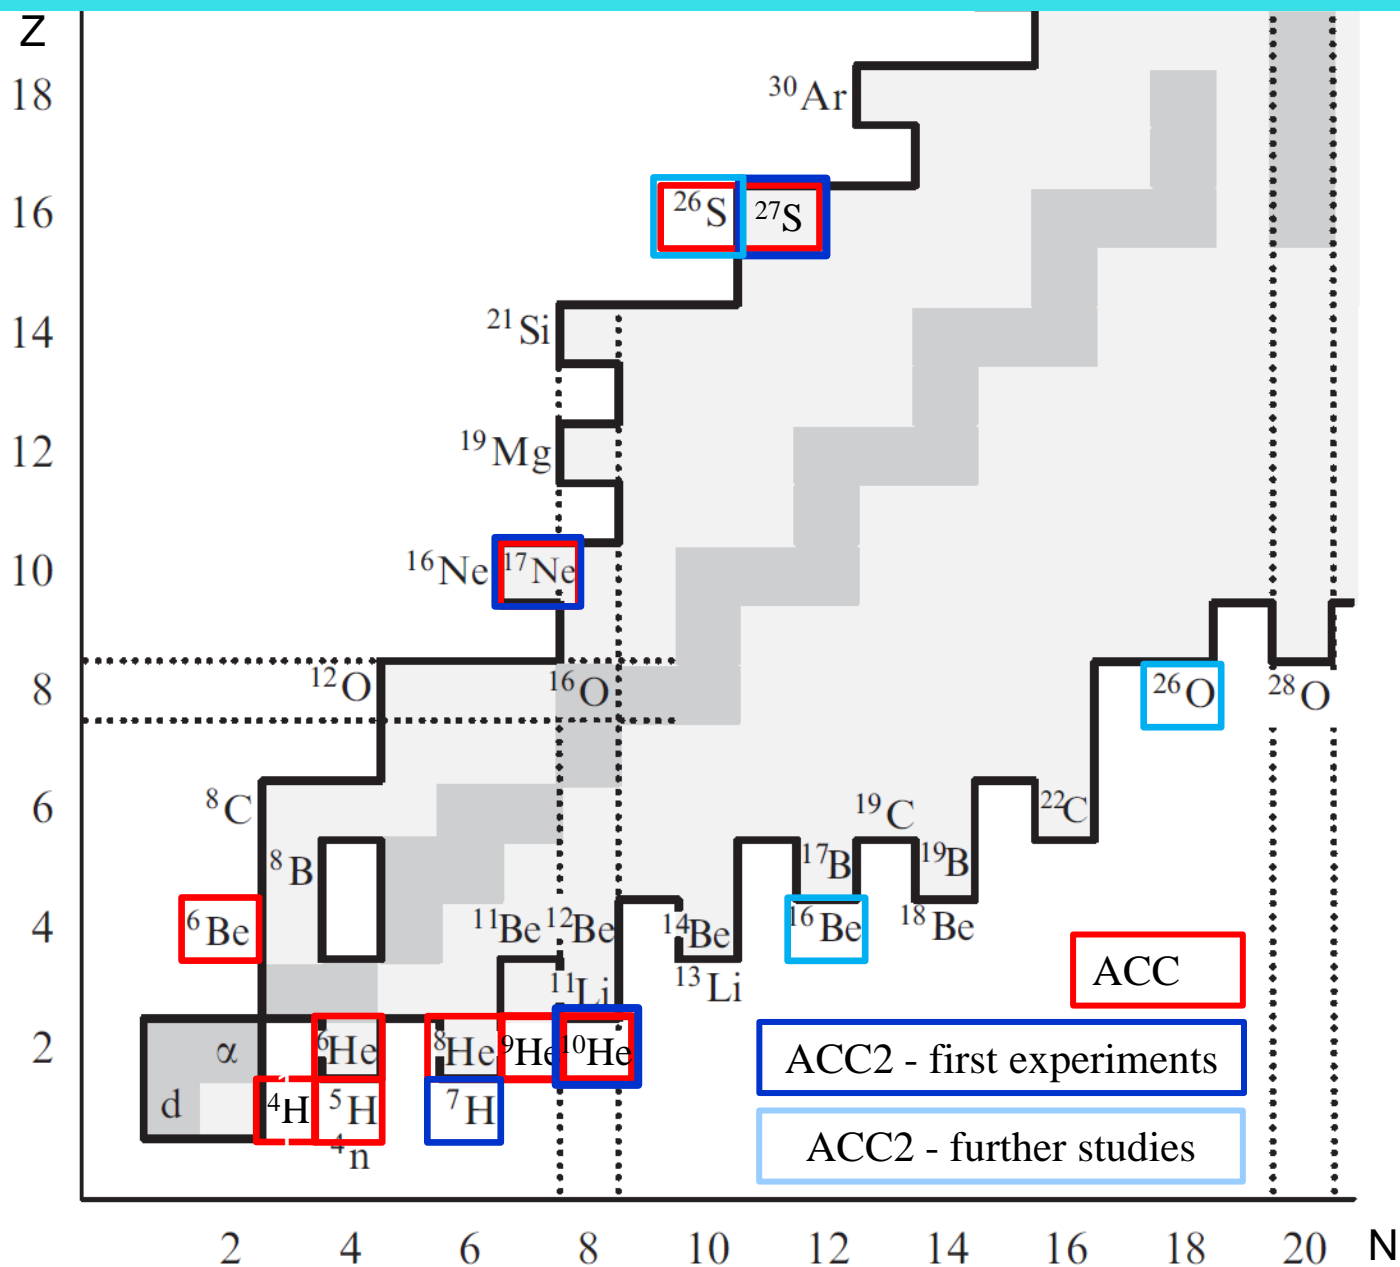 Z
18
³⁰Ar
16
²⁶S
²⁷S
14
²¹Si
12
¹⁹Mg
10
¹⁶Ne
¹⁷Ne
8
¹²O
¹⁶O
²⁶O
²⁸O
6
⁸C
¹⁹C
²²C
⁸B
¹⁷B
¹⁹B
4
⁶Be
¹¹Be
¹²Be
¹⁴Be
¹⁶Be
¹⁸Be
¹¹Li
¹³Li
ACC
2
α
⁶He
⁸He
⁹He
¹⁰He
ACC2 - first experiments
d
⁴H
⁵H
⁷H
⁴n
ACC2 - further studies
2 4 6 8 10 12 14 16 18 20 N